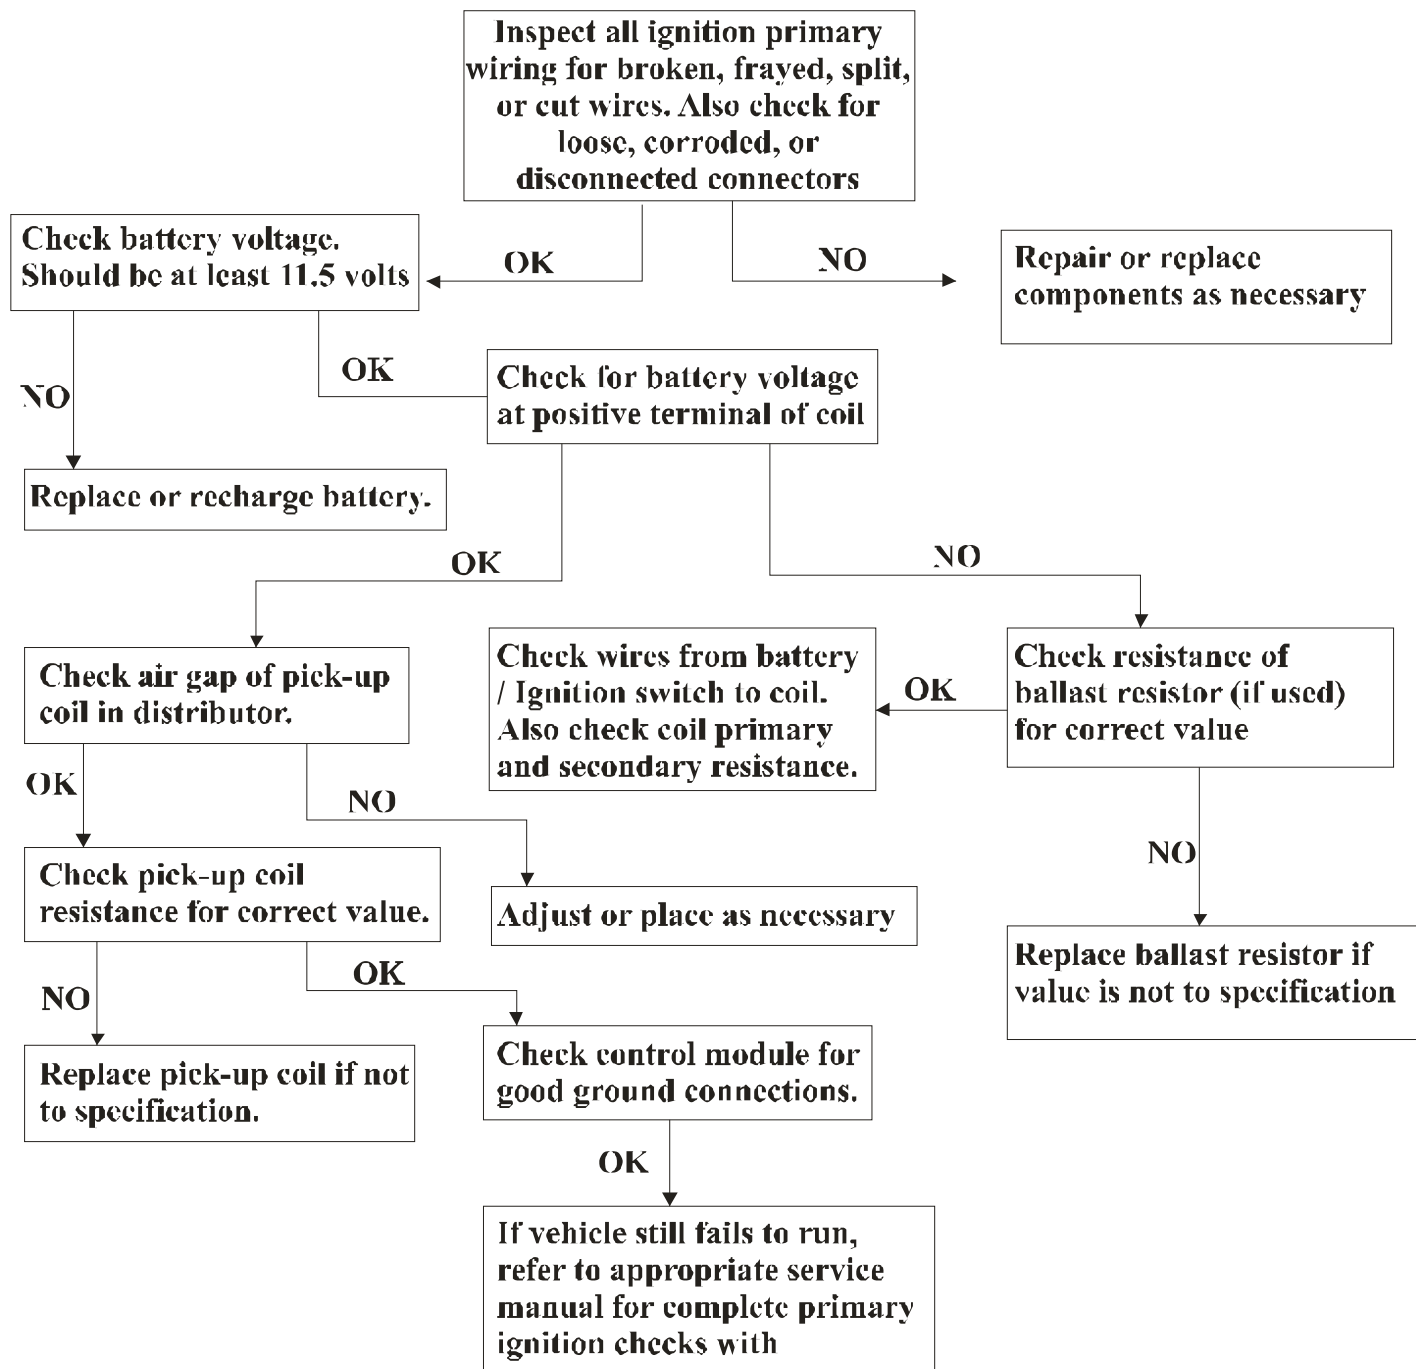 Inspect all ignition primary
wiring for broken, frayed, split,
or cut wires. Also check for
loose, corroded, or
disconnected connectors
OK
NO
Check battery voltage.
Should be at least 11.5 volts
Repair or replace
components as necessary
NO
OK
Check for battery voltage
at positive terminal of coil
Replace or recharge battery.
OK
NO
Check air gap of pick-up
coil in distributor.
Check wires from battery
/ Ignition switch to coil.
Also check coil primary
and secondary resistance.
OK
Check resistance of
ballast resistor (if used)
for correct value
OK
NO
NO
Check pick-up coil
resistance for correct value.
Adjust or place as necessary
Replace ballast resistor if
value is not to specification
NO
OK
Replace pick-up coil if not
to specification.
Check control module for
good ground connections.
OK
If vehicle still fails to run,
refer to appropriate service
manual for complete primary
ignition checks with